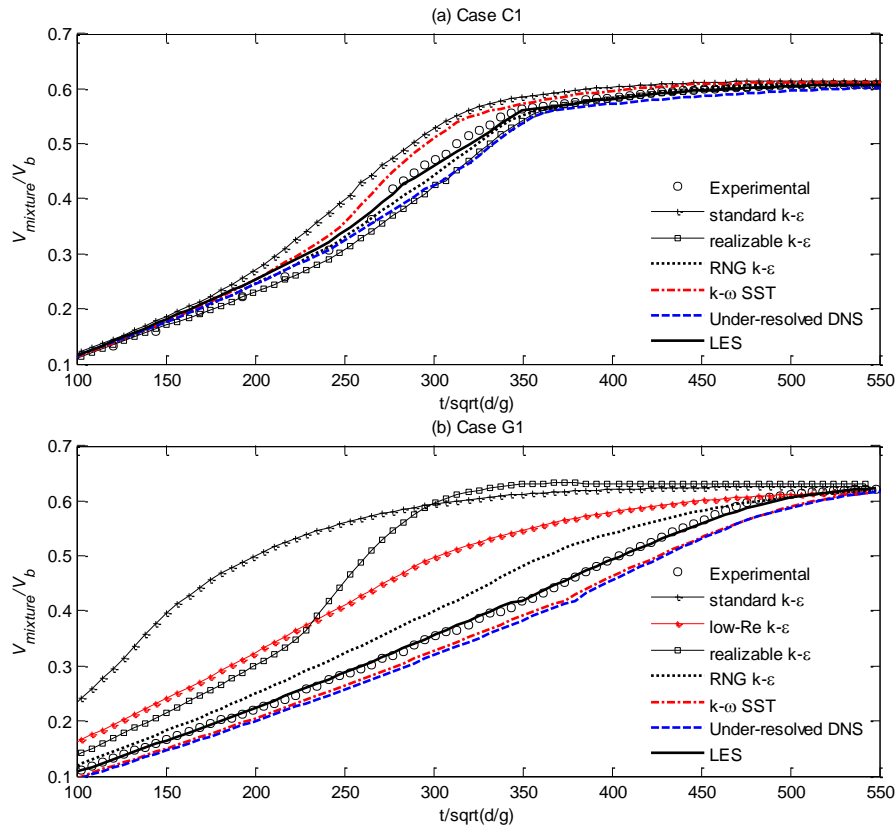 (a) Case C1
0.7
0.6
0.5
0.4
0.3
0.2
0.1
V_mixture/V_b
Experimental
standard k-ε
realizable k-ε
RNG k-ε
k-ω SST
Under-resolved DNS
LES
100 150 200 250 300 350 400 450 500 550
t/sqrt(d/g)
(b) Case G1
0.7
0.6
0.5
0.4
0.3
0.2
0.1
V_mixture/V_b
Experimental
standard k-ε
low-Re k-ε
realizable k-ε
RNG k-ε
k-ω SST
Under-resolved DNS
LES
100 150 200 250 300 350 400 450 500 550
t/sqrt(d/g)